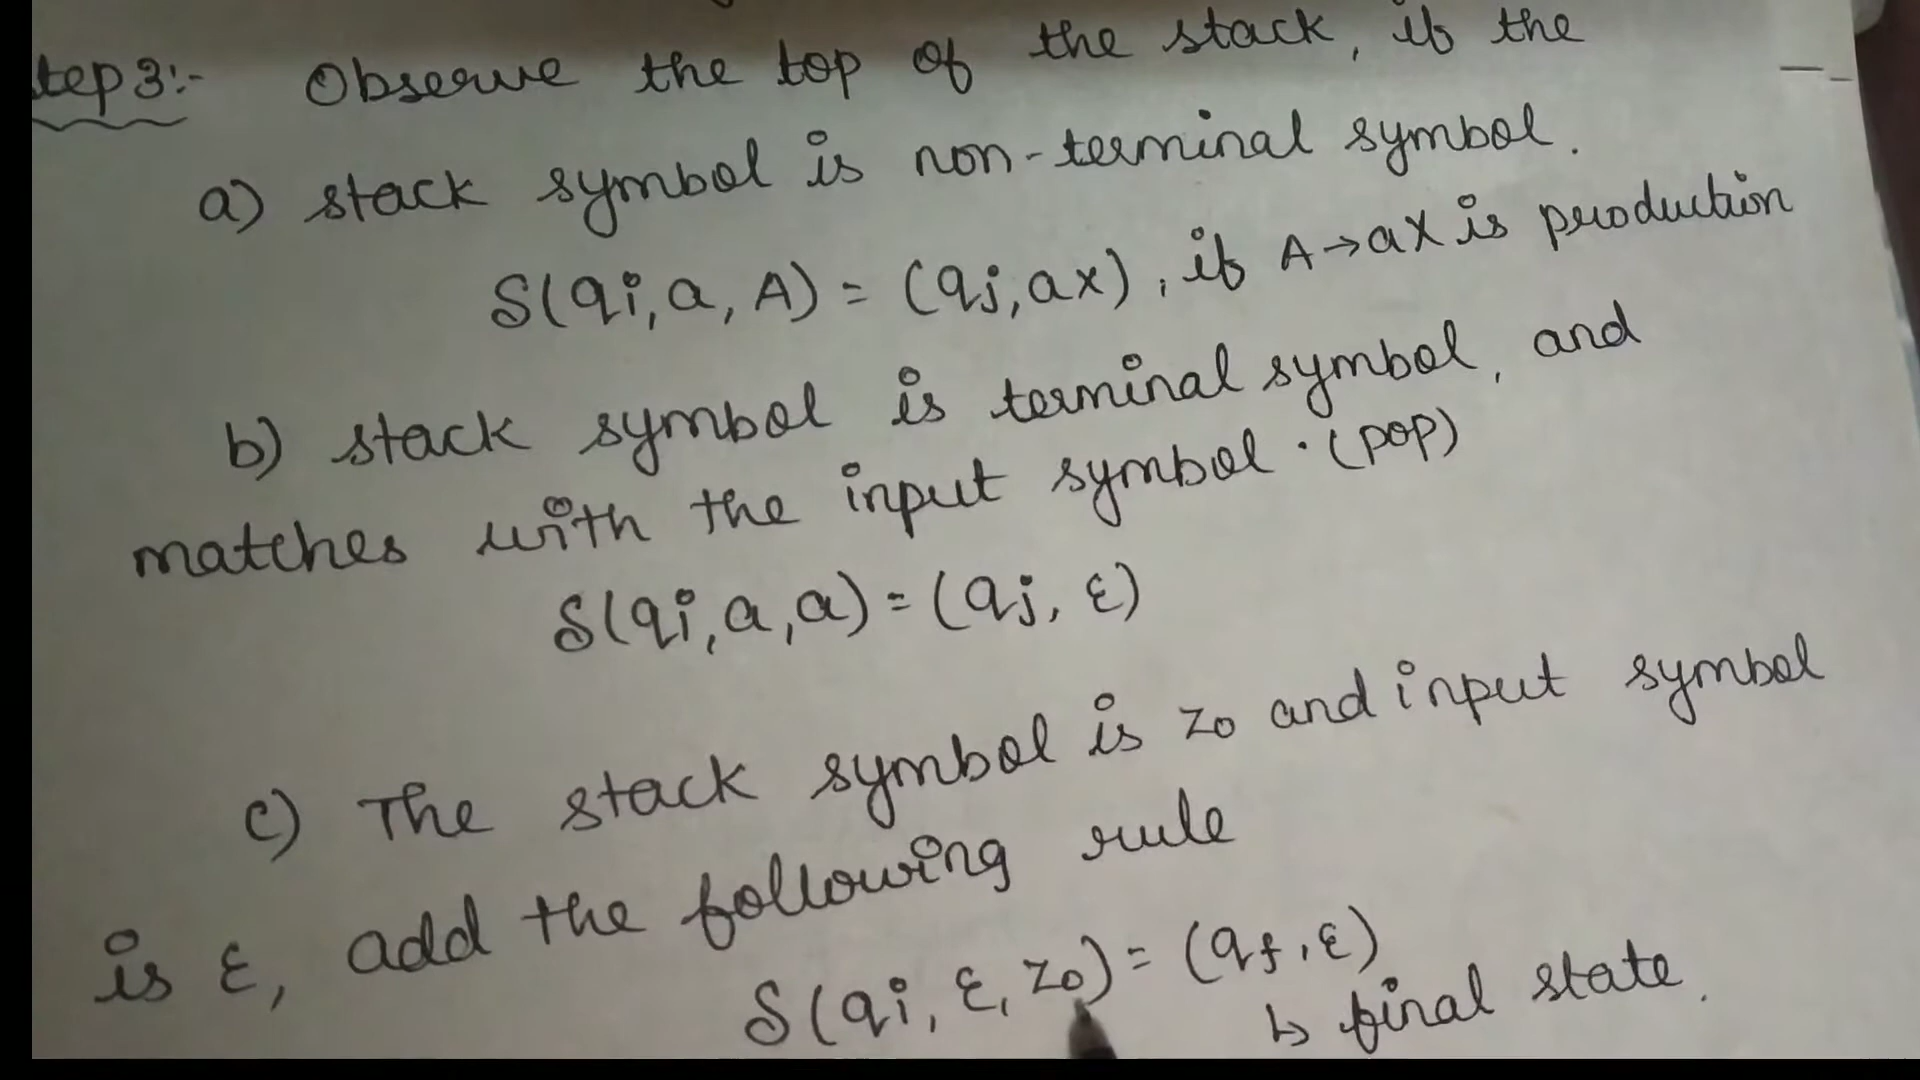 tep 3:- Observe the top of the stack, if the
a) stack symbol is non-terminal symbol.
δ(qi, a, A) = (qj, ax), if A → aX is production
b) stack symbol is terminal symbol, and
matches with the input symbol. (pop)
δ(qi, a, a) = (qj, ε)
c) The stack symbol is z0 and input symbol
is ε, add the following rule
δ(qi, ε, z0) = (qf, ε)
↳ final state.